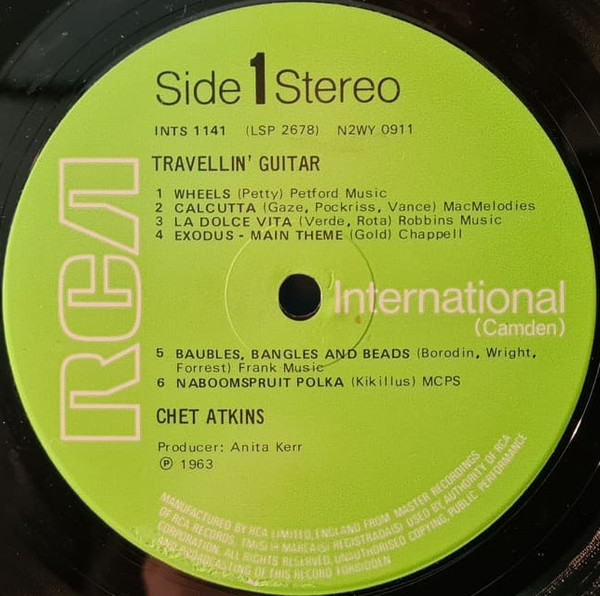 Side 1 Stereo
INTS 1141 (LSP 2678) N2WY 0911
TRAVELLIN' GUITAR
1 WHEELS (Petty) Petford Music
2 CALCUTTA (Gaze, Pockriss, Vance) MacMelodies
3 LA DOLCE VITA (Verde, Rota) Robbins Music
4 EXODUS - MAIN THEME (Gold) Chappell
RCA
International
(Camden)
5 BAUBLES, BANGLES AND BEADS (Borodin, Wright,
Forrest) Frank Music
6 NABOOMSPRUIT POLKA (Kikillus) MCPS
CHET ATKINS
Producer: Anita Kerr
℗ 1963
MANUFACTURED BY RCA LIMITED, ENGLAND FROM MASTER RECORDINGS
OF RCA RECORDS. TM(S) ® MARCA(S) REGISTRADA(S) USED BY AUTHORITY OF RCA
CORPORATION. ALL RIGHTS RESERVED. UNAUTHORISED COPYING, PUBLIC PERFORMANCE
AND BROADCASTING OF THIS RECORD FORBIDDEN